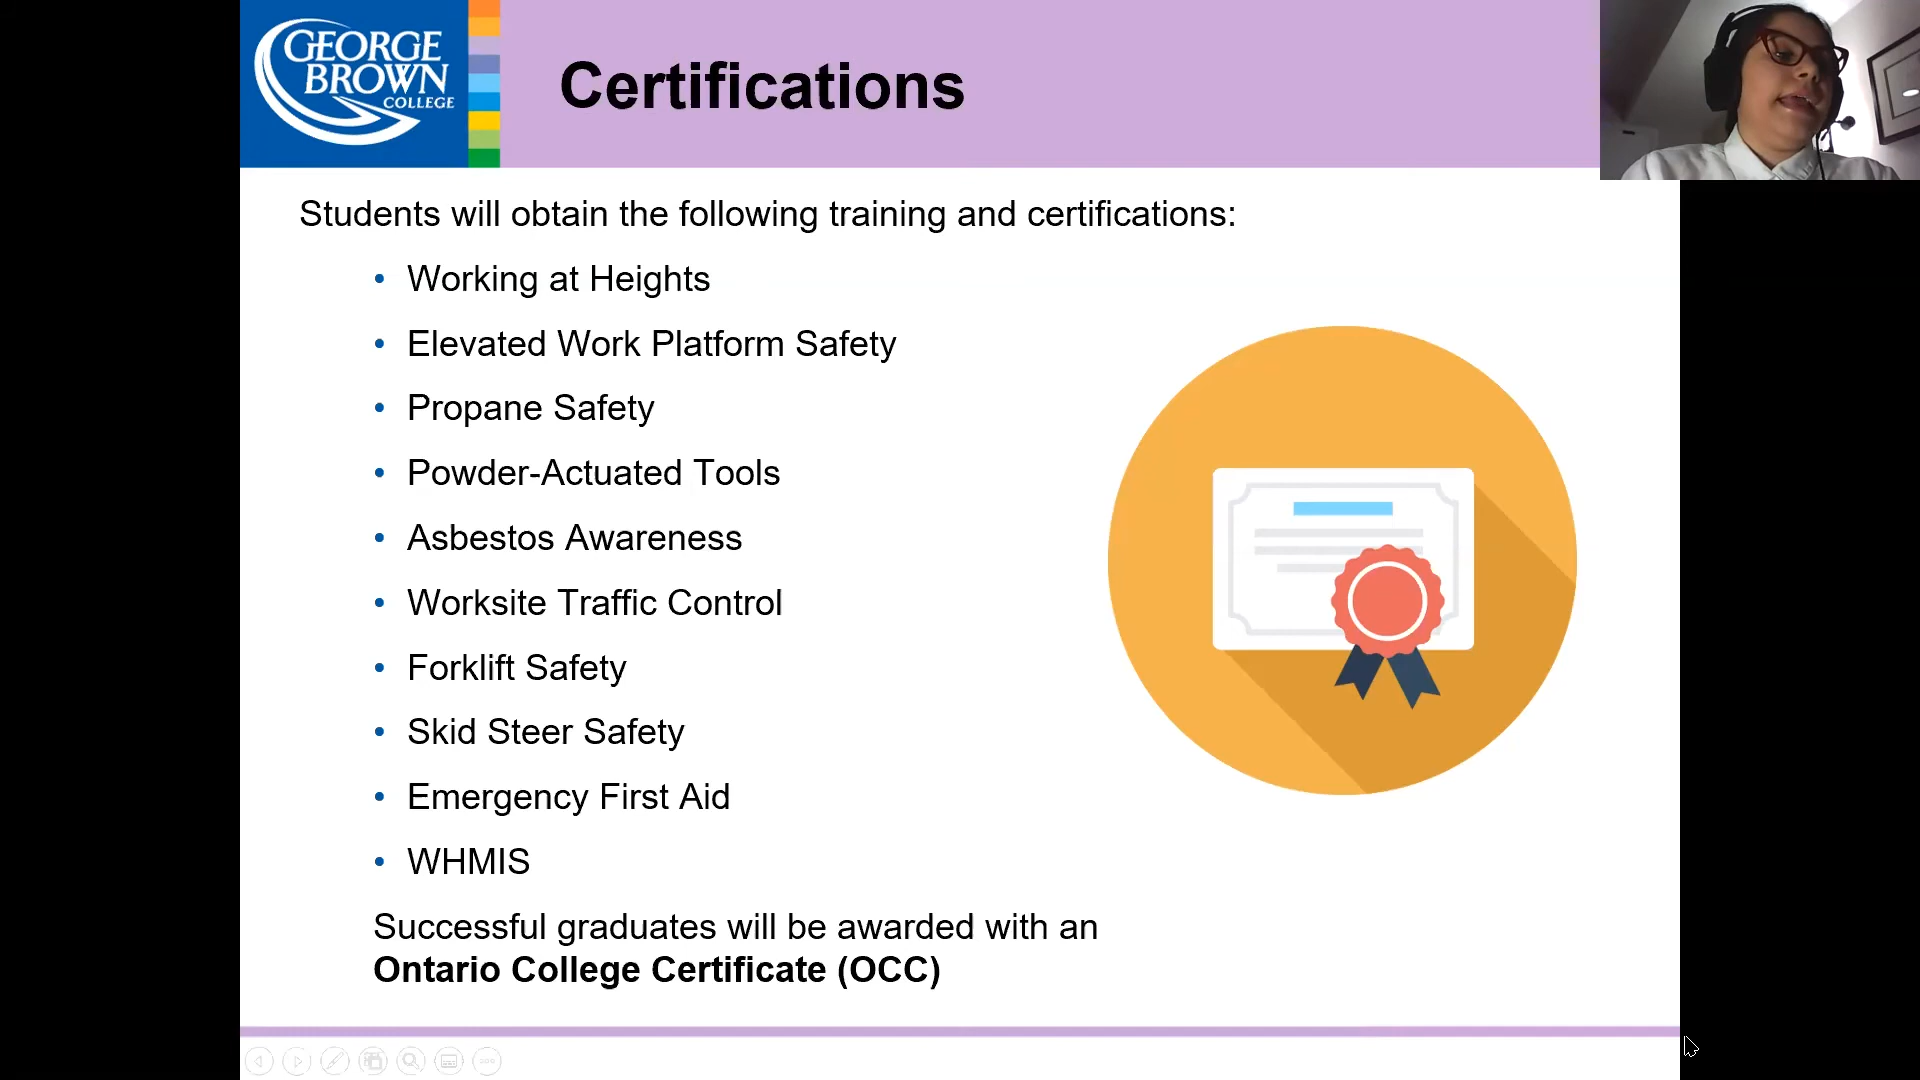 GEORGE
BROWN
COLLEGE
Certifications
Students will obtain the following training and certifications:
• Working at Heights
• Elevated Work Platform Safety
• Propane Safety
• Powder-Actuated Tools
• Asbestos Awareness
• Worksite Traffic Control
• Forklift Safety
• Skid Steer Safety
• Emergency First Aid
• WHMIS
Successful graduates will be awarded with an
Ontario College Certificate (OCC)